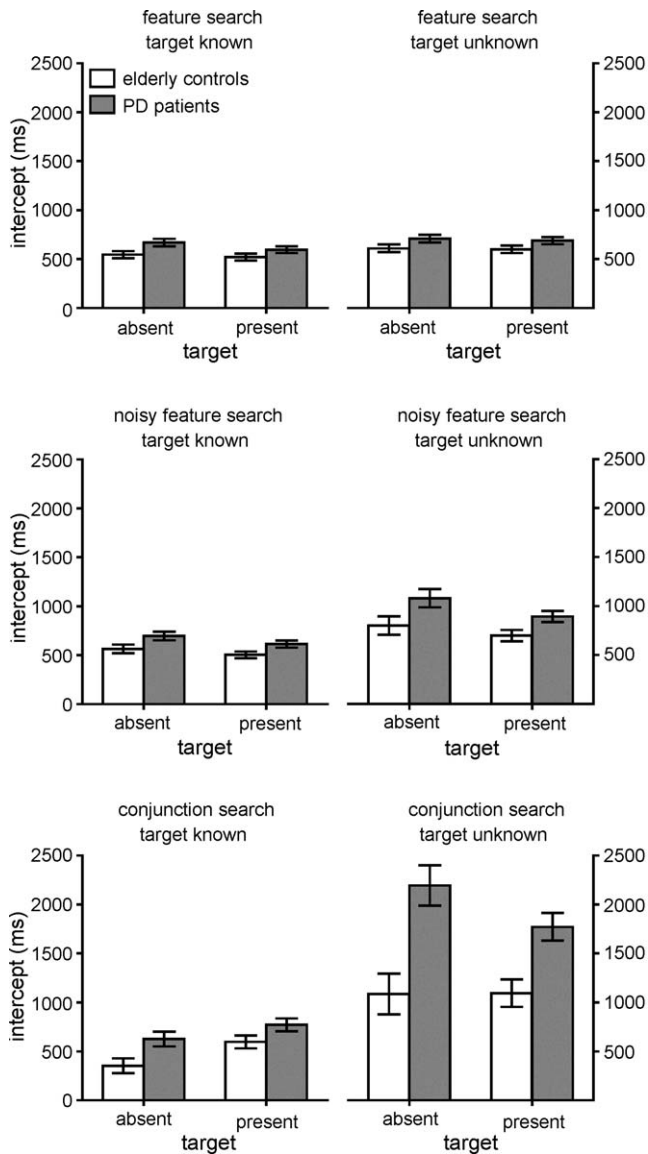 feature search
target known
feature search
target unknown
2500
2000
1500
1000
500
0
intercept (ms)
elderly controls
PD patients
absent
present
target
2500
2000
1500
1000
500
absent
present
target
noisy feature search
target known
noisy feature search
target unknown
2500
2000
1500
1000
500
0
intercept (ms)
absent
present
target
2500
2000
1500
1000
500
absent
present
target
conjunction search
target known
conjunction search
target unknown
2500
2000
1500
1000
500
0
intercept (ms)
absent
present
target
2500
2000
1500
1000
500
absent
present
target